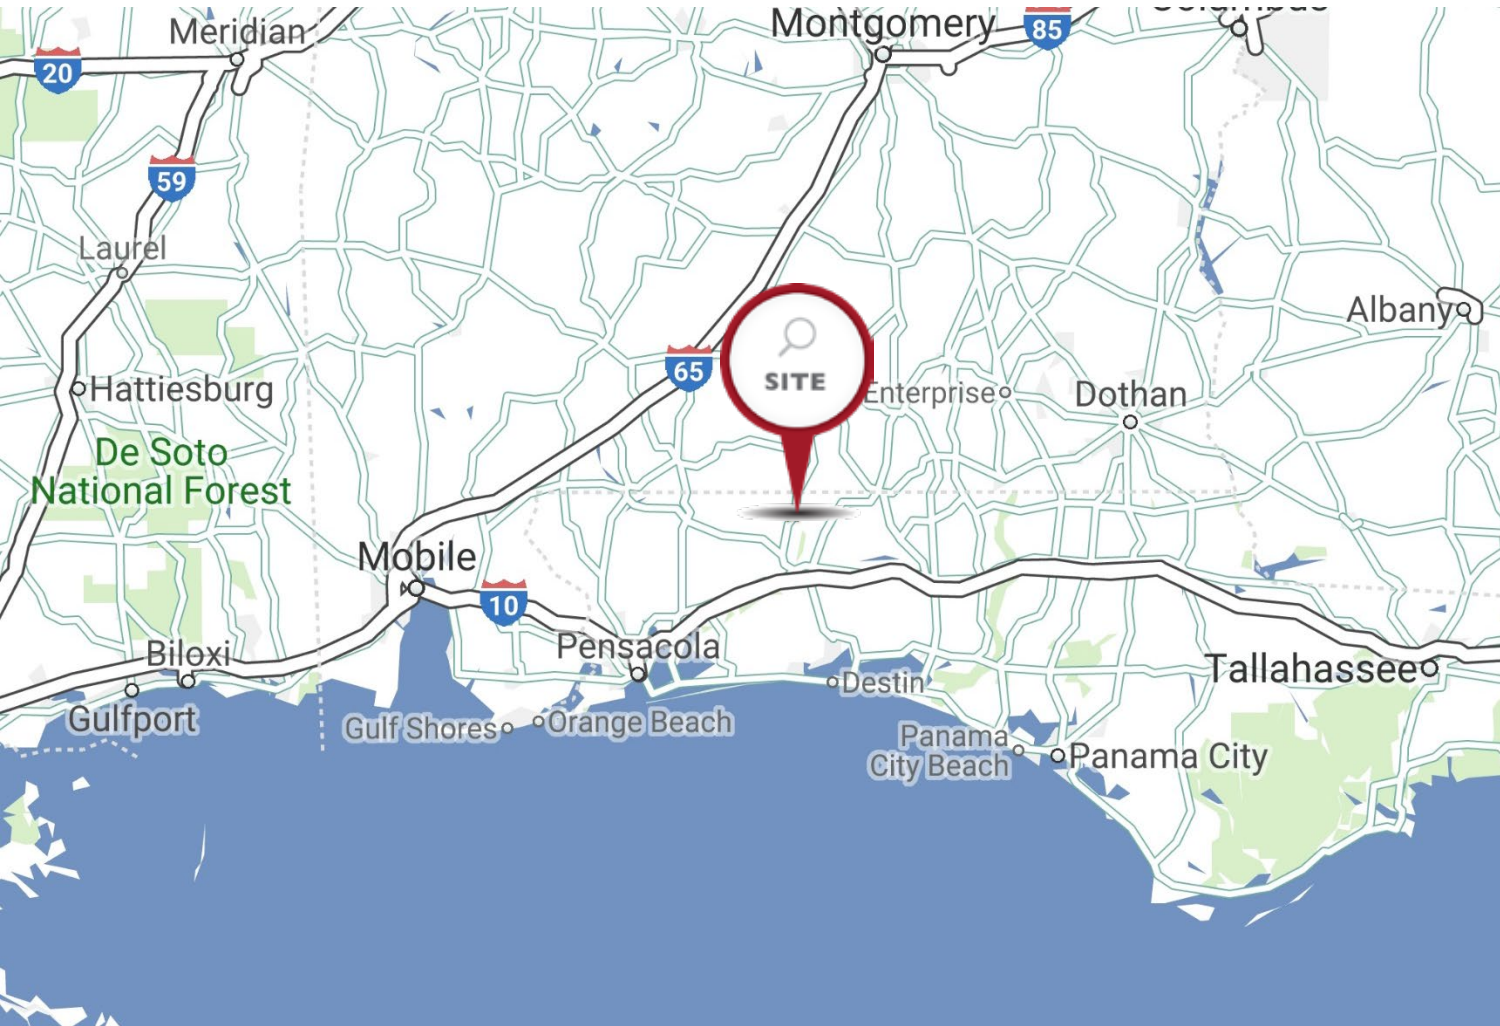 Meridian
Montgomery
85
20
59
Laurel
Albany
65
SITE
Hattiesburg
Enterprise
Dothan
De Soto
National Forest
Mobile
10
Biloxi
Pensacola
Tallahassee
Destin
Gulfport
Gulf Shores
Orange Beach
Panama
City Beach
Panama City